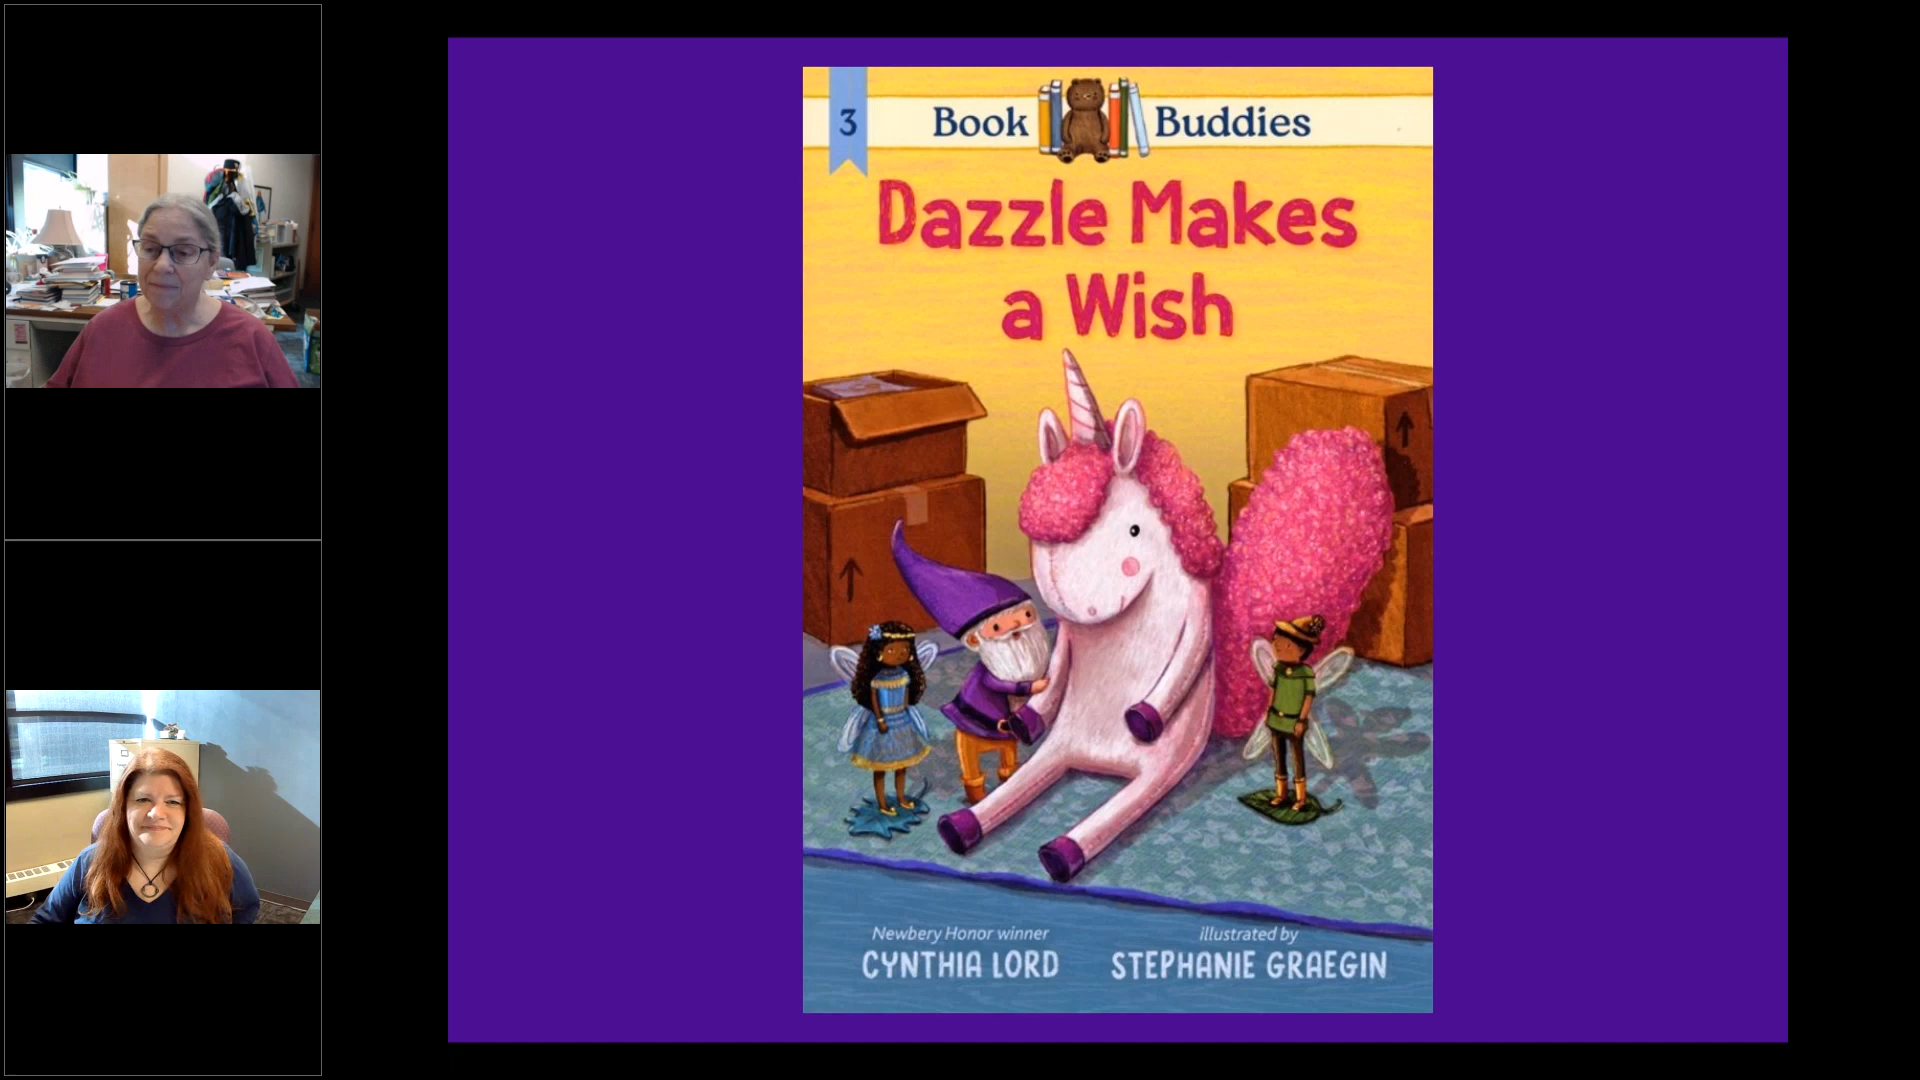 3
Book Buddies
Dazzle Makes
a Wish
Newbery Honor winner
CYNTHIA LORD
illustrated by
STEPHANIE GRAEGIN